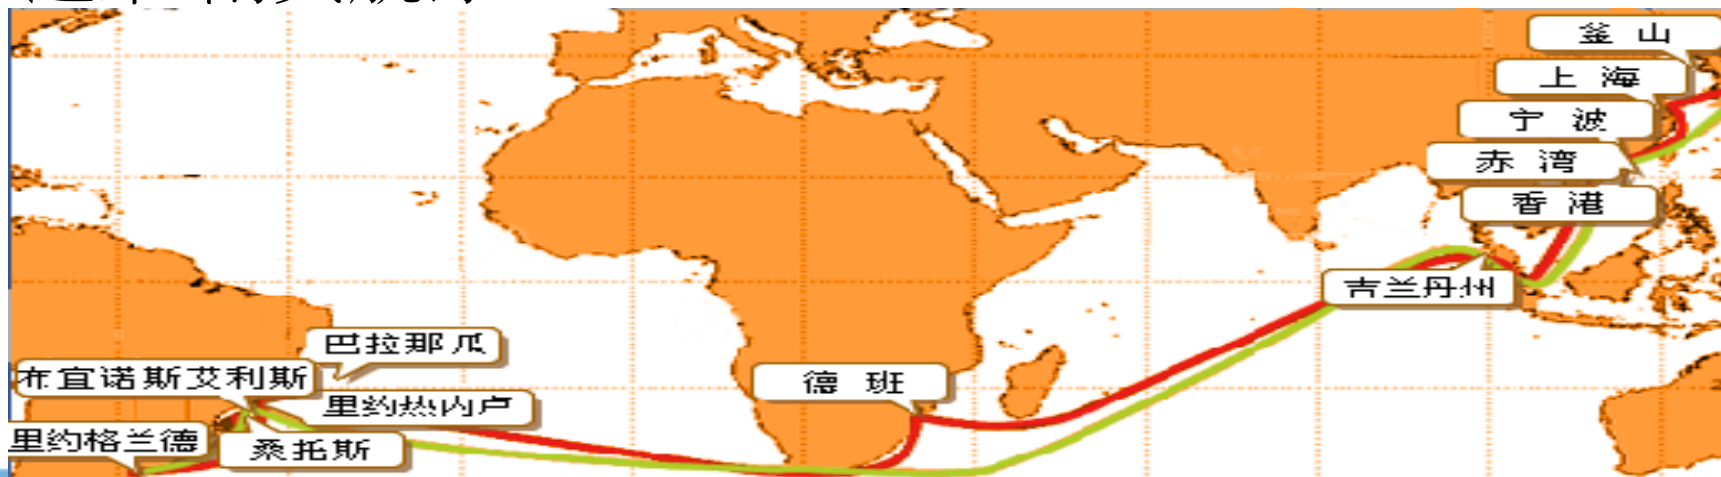 釜 山
上 海
宁 波
赤 湾
香 港
吉兰丹州
巴拉那瓜
布宜诺斯艾利斯
德 班
里约热内卢
里约格兰德
桑托斯